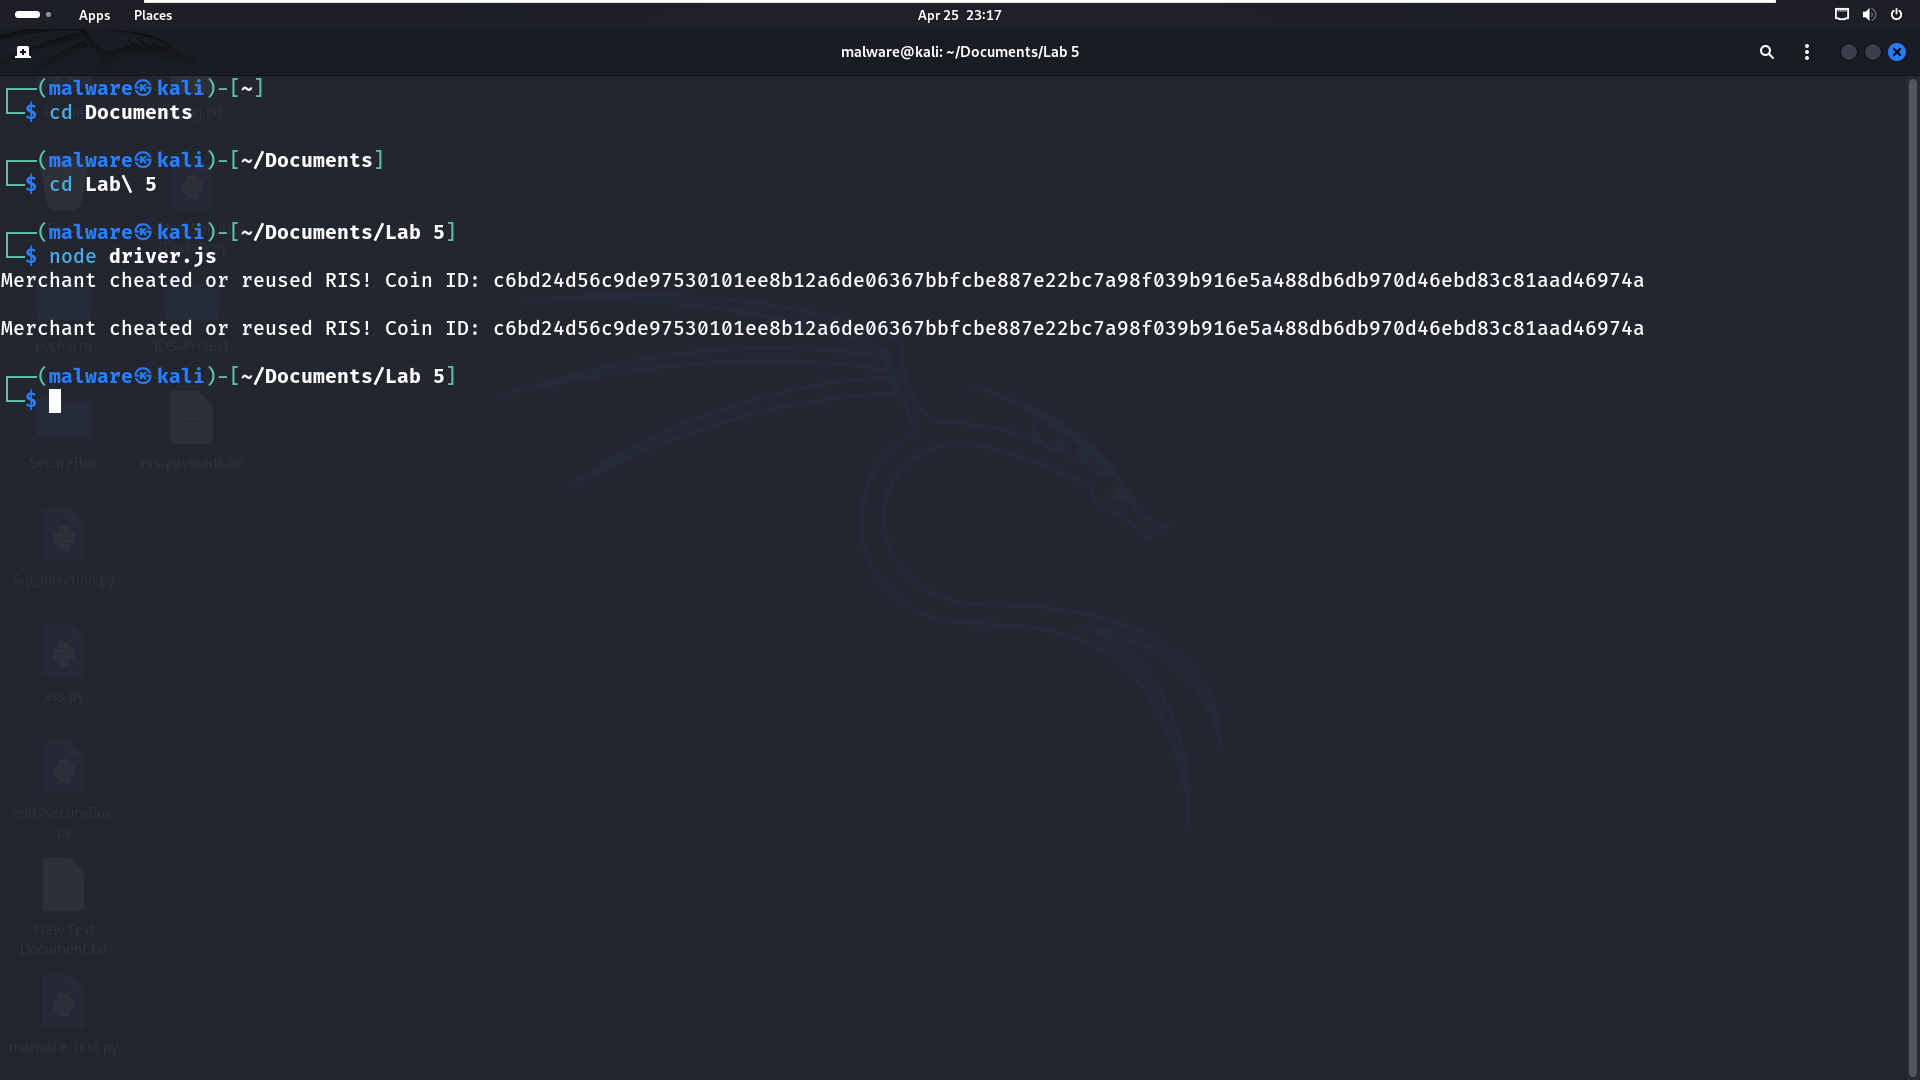 Apps Places Apr 25 23:17
malware@kali: ~/Documents/Lab 5
┌──(malware㉿kali)-[~]
└─$ cd Documents
┌──(malware㉿kali)-[~/Documents]
└─$ cd Lab\ 5
┌──(malware㉿kali)-[~/Documents/Lab 5]
└─$ node driver.js
Merchant cheated or reused RIS! Coin ID: c6bd24d56c9de97530101ee8b12a6de06367bbfcbe887e22bc7a98f039b916e5a488db6db970d46ebd83c81aad46974a
Merchant cheated or reused RIS! Coin ID: c6bd24d56c9de97530101ee8b12a6de06367bbfcbe887e22bc7a98f039b916e5a488db6db970d46ebd83c81aad46974a
pycharm IDS-Project
┌──(malware㉿kali)-[~/Documents/Lab 5]
└─$
SecureBox xss-payloads.txt
Sql_injection.py
xss.py
edit-SecureBox.
py
New Text
Document.txt
malware_test.py